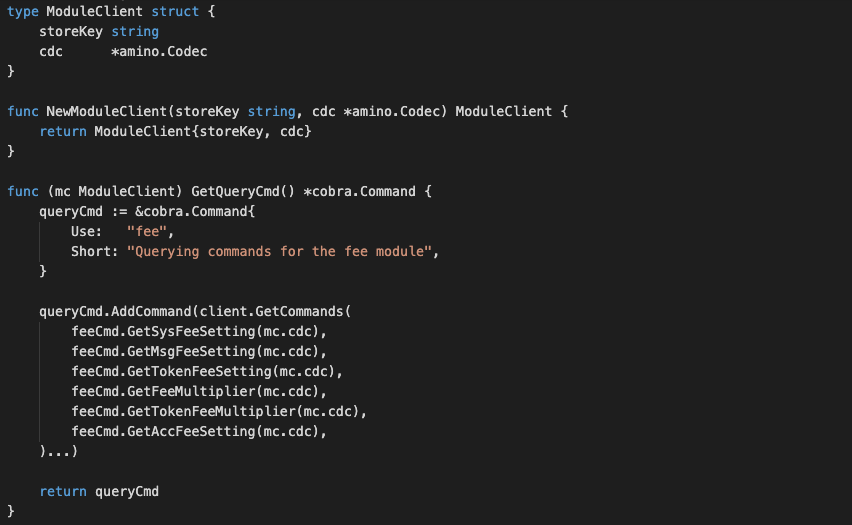 type ModuleClient struct {
    storeKey string
    cdc      *amino.Codec
}

func NewModuleClient(storeKey string, cdc *amino.Codec) ModuleClient {
    return ModuleClient{storeKey, cdc}
}

func (mc ModuleClient) GetQueryCmd() *cobra.Command {
    queryCmd := &cobra.Command{
        Use:   "fee",
        Short: "Querying commands for the fee module",
    }

    queryCmd.AddCommand(client.GetCommands(
        feeCmd.GetSysFeeSetting(mc.cdc),
        feeCmd.GetMsgFeeSetting(mc.cdc),
        feeCmd.GetTokenFeeSetting(mc.cdc),
        feeCmd.GetFeeMultiplier(mc.cdc),
        feeCmd.GetTokenFeeMultiplier(mc.cdc),
        feeCmd.GetAccFeeSetting(mc.cdc),
    )...)

    return queryCmd
}